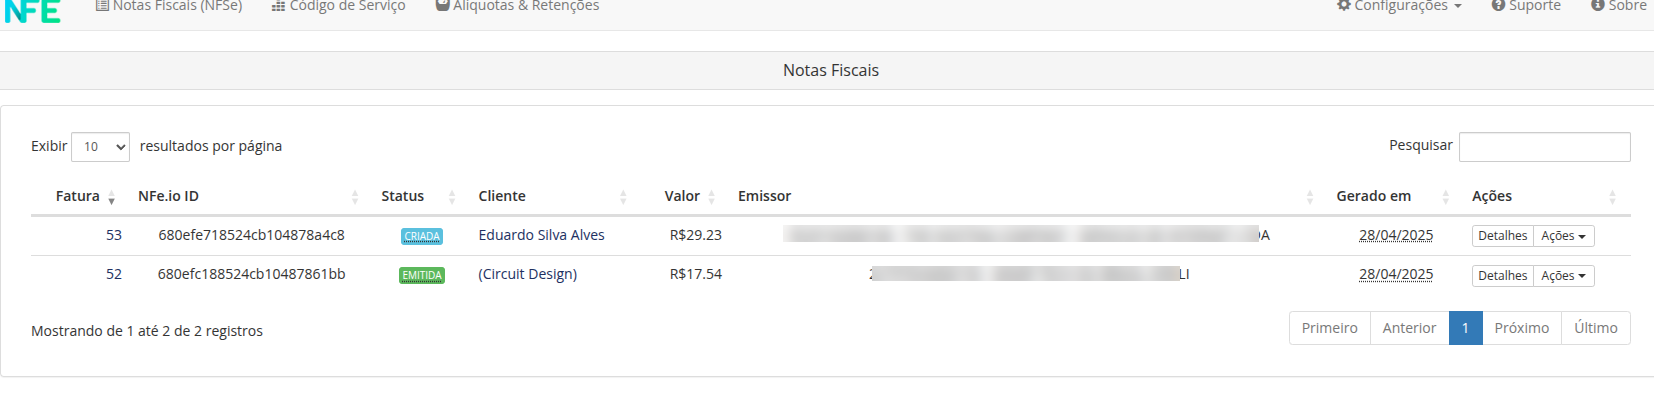 NFE Notas Fiscais (NFSe) Código de Serviço Alíquotas & Retenções Configurações Suporte Sobre
Notas Fiscais
Exibir 10 resultados por página Pesquisar
Fatura NFe.io ID Status Cliente Valor Emissor Gerado em Ações
53 680efe718524cb104878a4c8 CRIADA Eduardo Silva Alves R$29.23 28/04/2025 Detalhes Ações
52 680efc188524cb10487861bb EMITIDA (Circuit Design) R$17.54 28/04/2025 Detalhes Ações
Mostrando de 1 até 2 de 2 registros Primeiro Anterior 1 Próximo Último